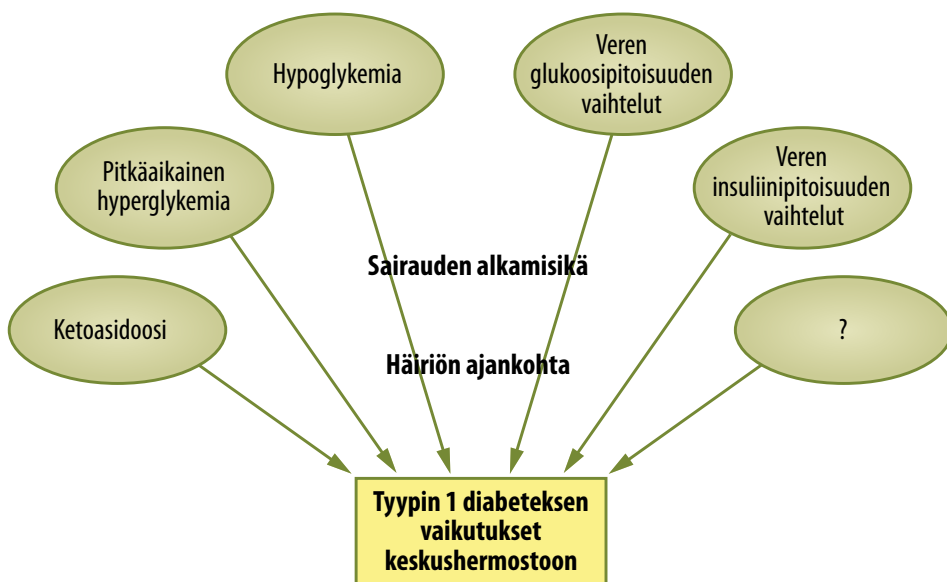 Hypoglykemia
Veren
glukoosipitoisuuden
vaihtelut
Pitkäaikainen
hyperglykemia
Veren
insuliinipitoisuuden
vaihtelut
Sairauden alkamisikä
Ketoasidoosi
?
Häiriön ajankohta
Tyypin 1 diabeteksen
vaikutukset
keskushermostoon